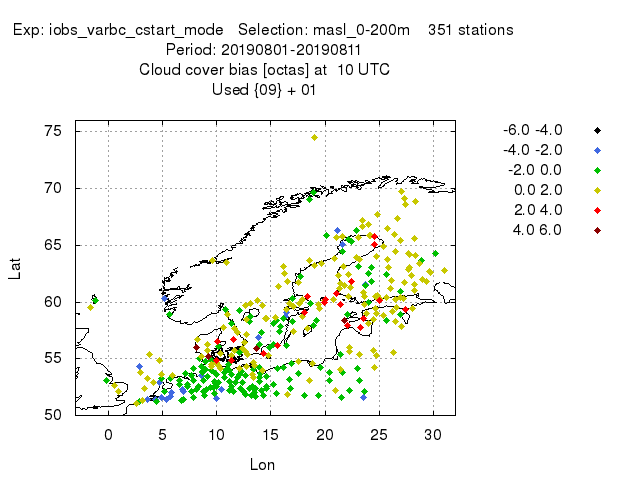 Exp: iobs_varbc_cstart_mode   Selection: masl_0-200m    351 stations
Period: 20190801-20190811
Cloud cover bias [octas] at  10 UTC
Used {09} + 01
-6.0 -4.0
-4.0 -2.0
-2.0 0.0
0.0 2.0
2.0 4.0
4.0 6.0
75
70
65
60
55
50
Lat
0 5 10 15 20 25 30
Lon